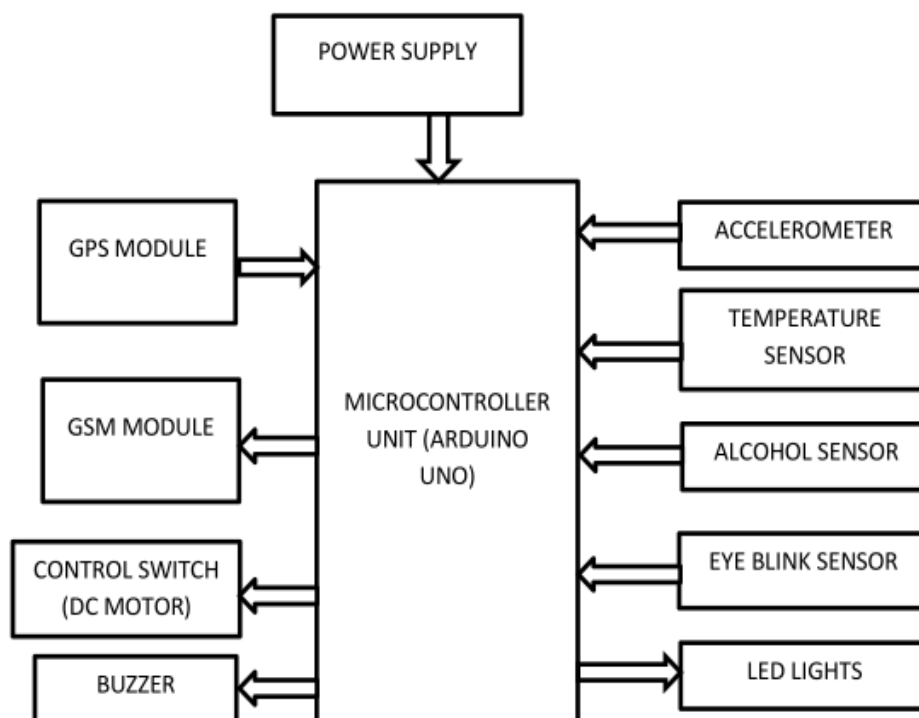 POWER SUPPLY
GPS MODULE
GSM MODULE
CONTROL SWITCH
(DC MOTOR)
BUZZER
MICROCONTROLLER
UNIT (ARDUINO
UNO)
ACCELEROMETER
TEMPERATURE
SENSOR
ALCOHOL SENSOR
EYE BLINK SENSOR
LED LIGHTS